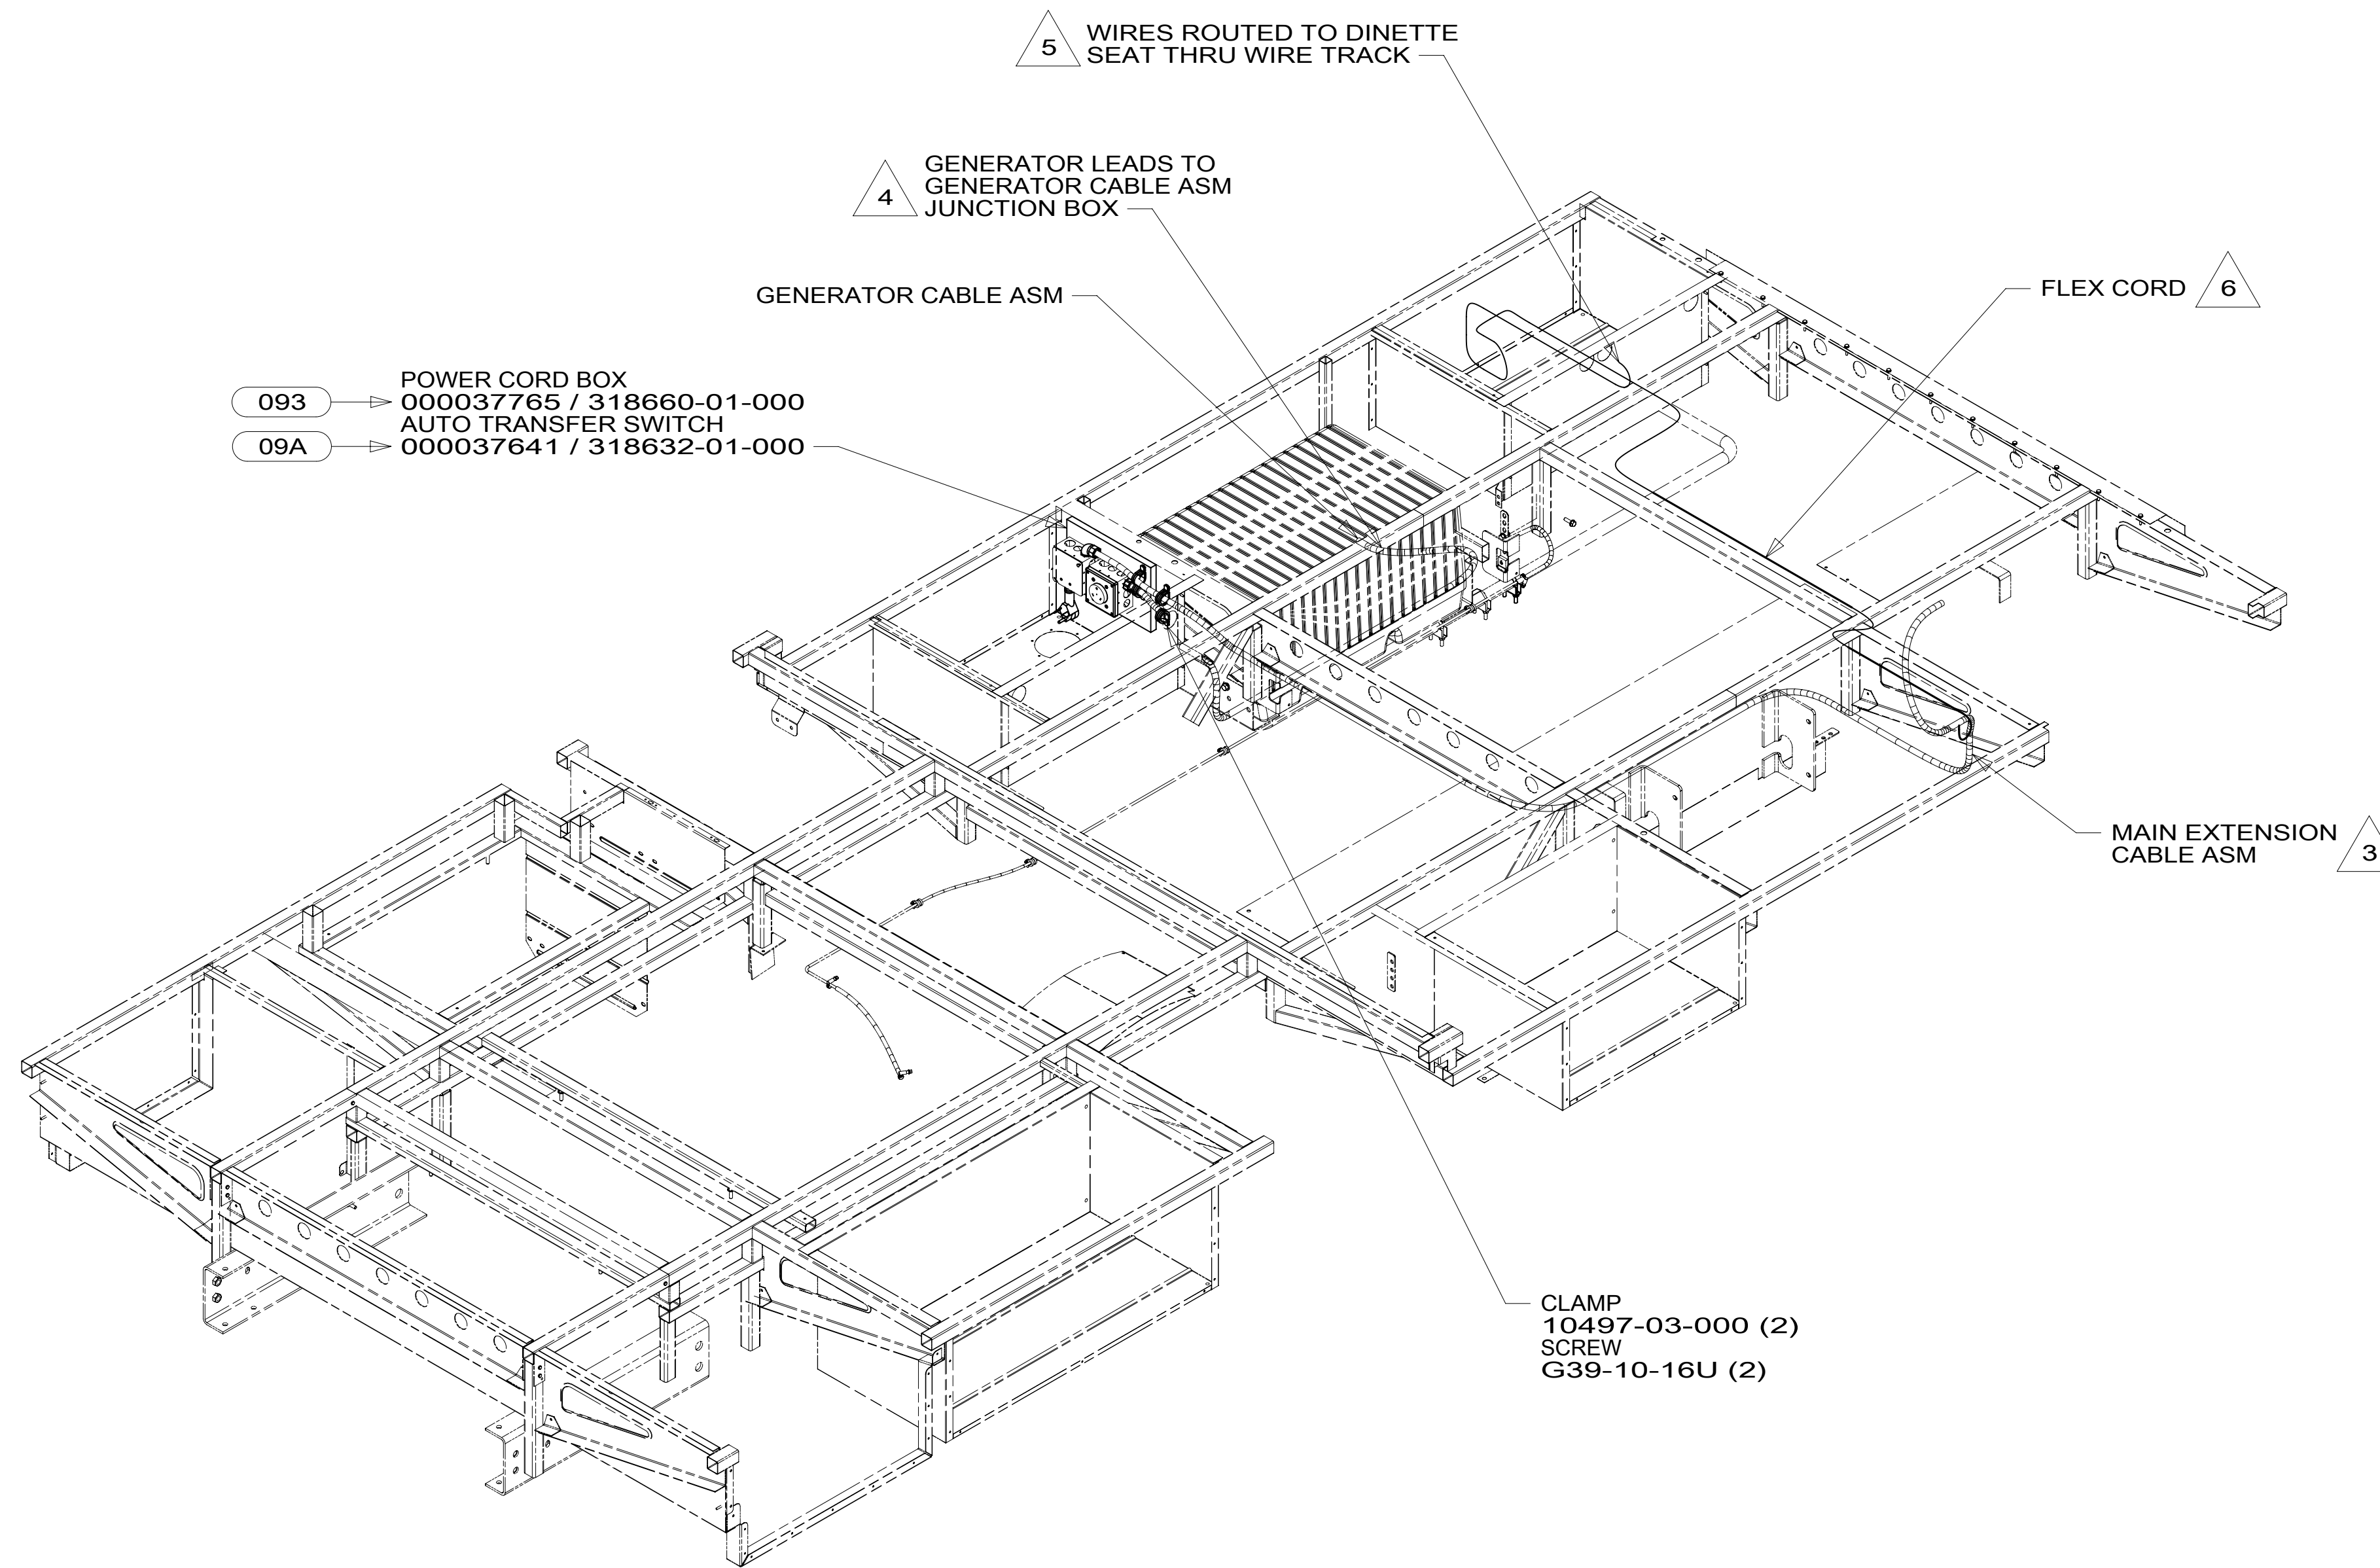 5
WIRES ROUTED TO DINETTE
SEAT THRU WIRE TRACK
4
GENERATOR LEADS TO
GENERATOR CABLE ASM
JUNCTION BOX
GENERATOR CABLE ASM
FLEX CORD
6
POWER CORD BOX
093
000037765 / 318660-01-000
AUTO TRANSFER SWITCH
09A
000037641 / 318632-01-000
MAIN EXTENSION
CABLE ASM
3
CLAMP
10497-03-000 (2)
SCREW
G39-10-16U (2)